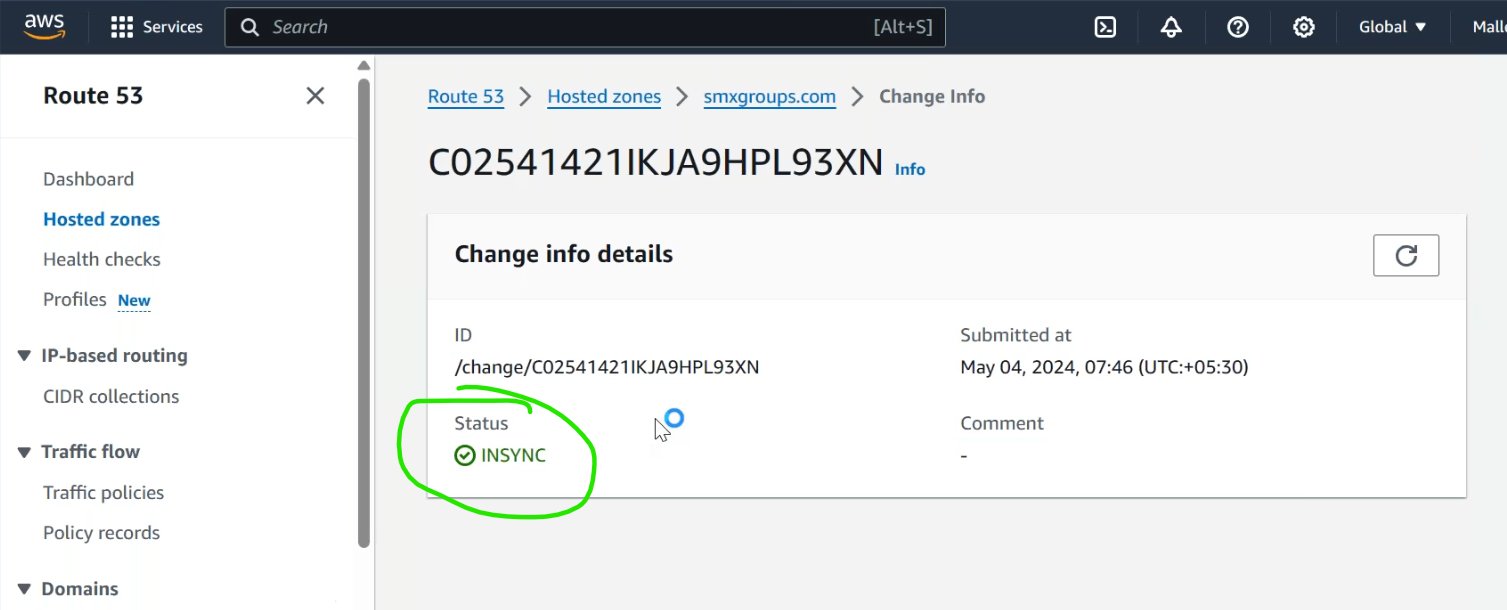 aws
Services
Search
[Alt+S]
Global
Route 53
Dashboard
Hosted zones
Health checks
Profiles New
IP-based routing
CIDR collections
Traffic flow
Traffic policies
Policy records
Domains
Route 53 > Hosted zones > smxgroups.com > Change Info
C02541421IKJA9HPL93XN Info
Change info details
ID
/change/C02541421IKJA9HPL93XN
Submitted at
May 04, 2024, 07:46 (UTC:+05:30)
Status
INSYNC
Comment
-